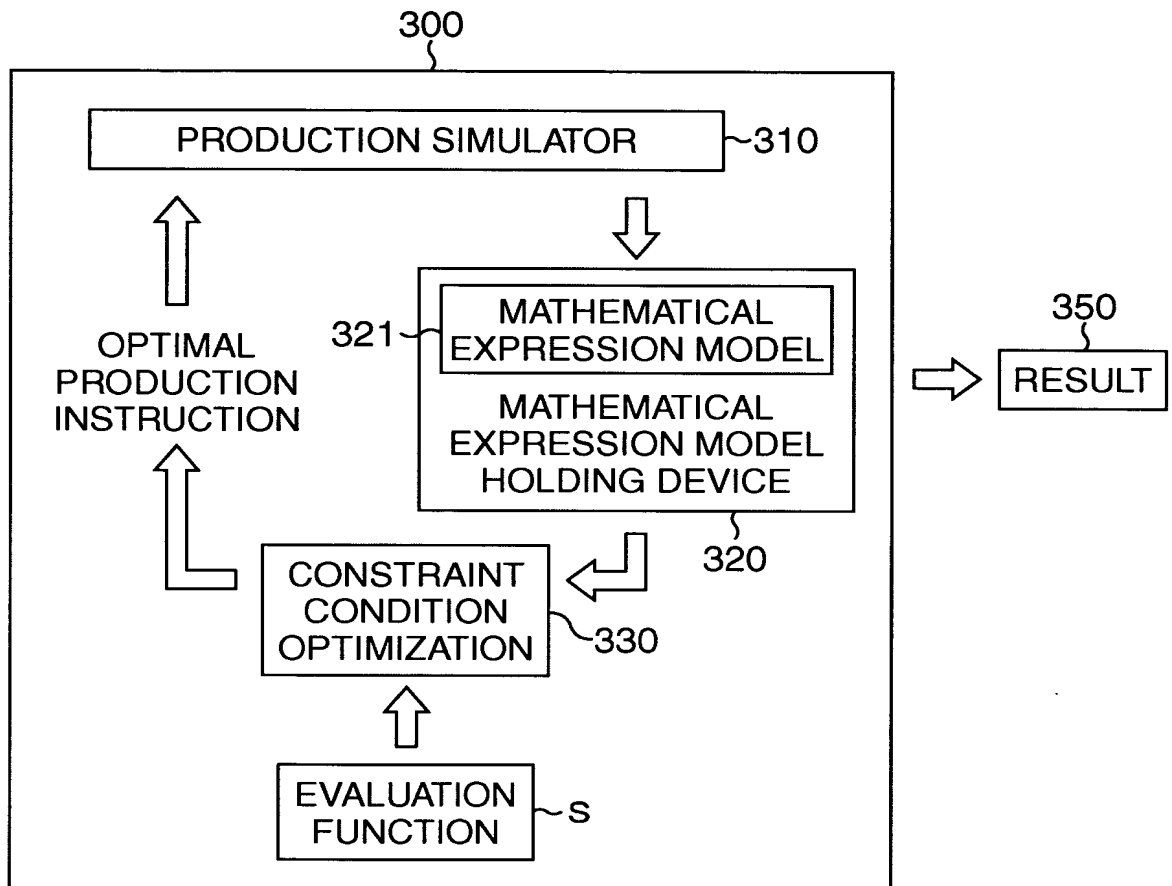 300
PRODUCTION SIMULATOR
310
321
MATHEMATICAL
EXPRESSION MODEL
MATHEMATICAL
EXPRESSION MODEL
HOLDING DEVICE
320
350
RESULT
OPTIMAL
PRODUCTION
INSTRUCTION
CONSTRAINT
CONDITION
OPTIMIZATION
330
EVALUATION
FUNCTION
S